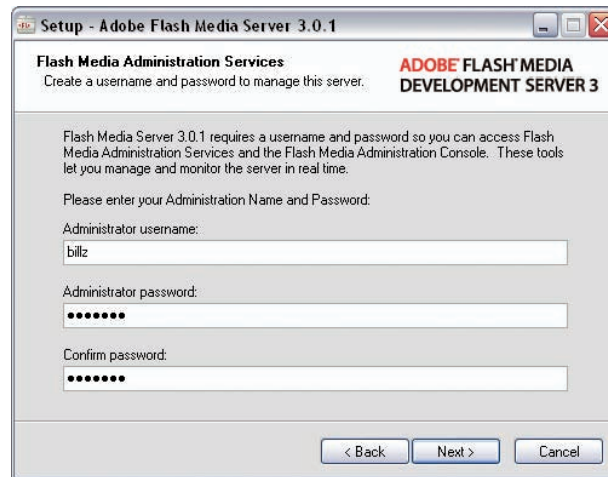 Setup - Adobe Flash Media Server 3.0.1
Flash Media Administration Services
Create a username and password to manage this server.
ADOBE FLASH MEDIA
DEVELOPMENT SERVER 3
Flash Media Server 3.0.1 requires a username and password so you can access Flash
Media Administration Services and the Flash Media Administration Console. These tools
let you manage and monitor the server in real time.
Please enter your Administration Name and Password:
Administrator username:
billz
Administrator password:
●●●●●●●
Confirm password:
●●●●●●●
< Back
Next >
Cancel